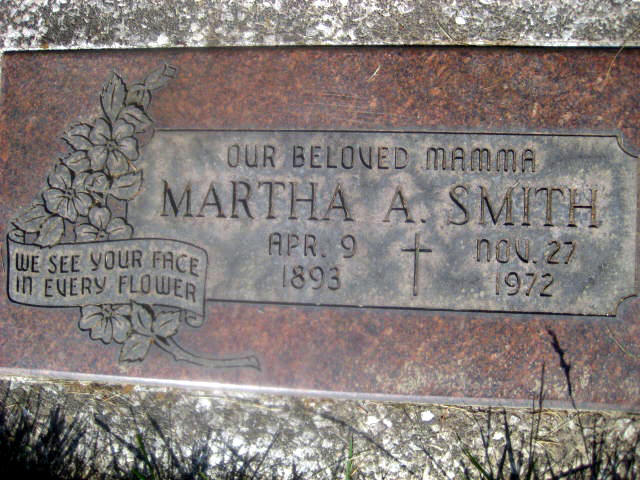 OUR BELOVED MAMMA
MARTHA A. SMITH
APR. 9
1893
NOV. 27
1972
WE SEE YOUR FACE
IN EVERY FLOWER